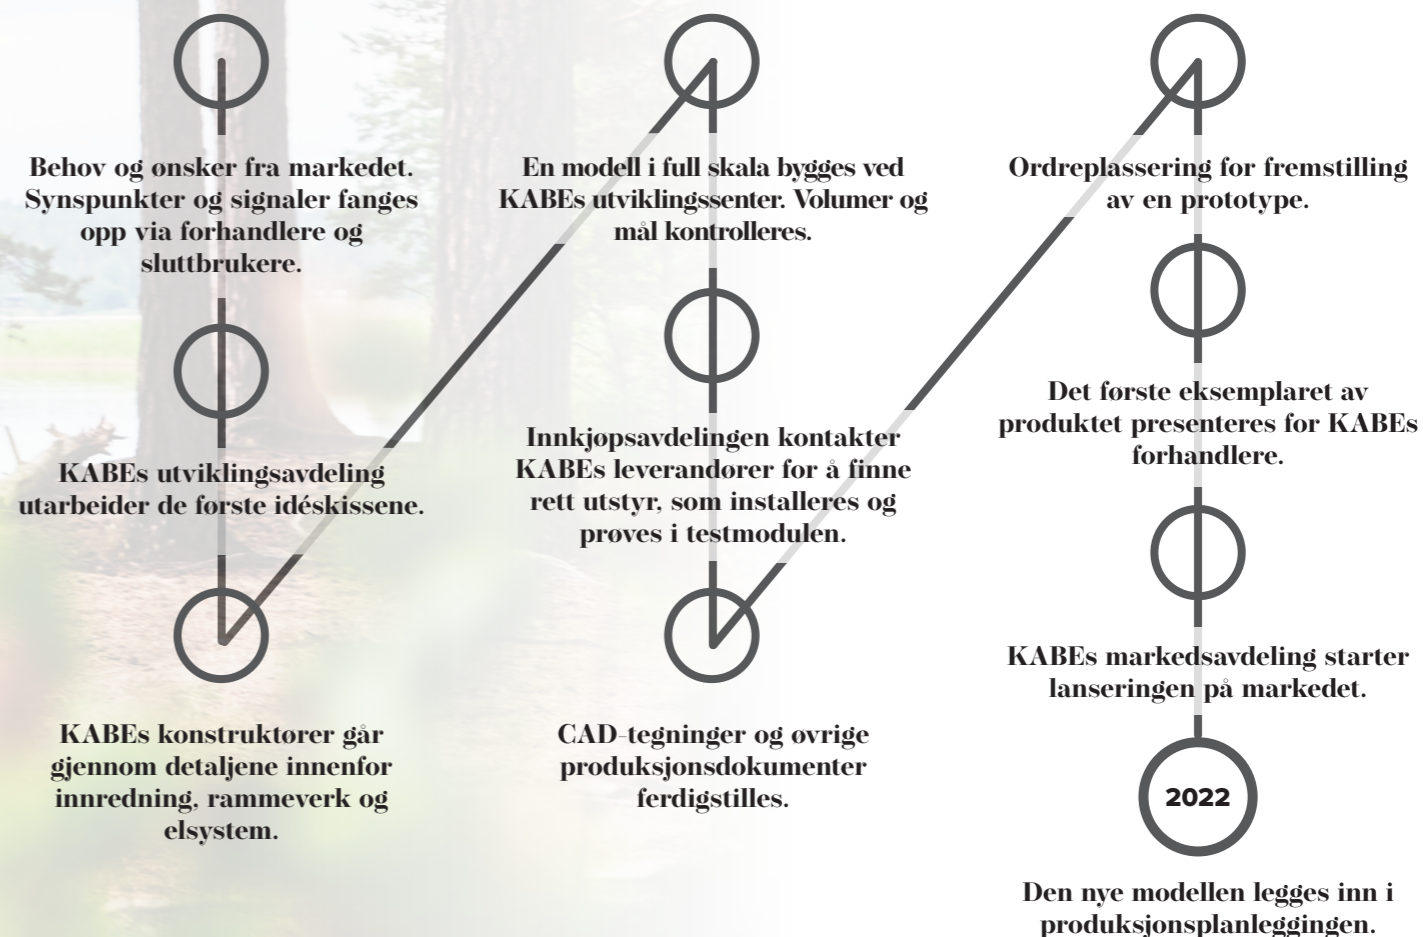 Behov og ønsker fra markedet.
Synspunkter og signaler fanges
opp via forhandlere og
sluttbrukere.
KABEs utviklingsavdeling
utarbeider de første idéskissene.
KABEs konstruktører går
gjennom detaljene innenfor
innredning, rammeverk og
elsystem.
En modell i full skala bygges ved
KABEs utviklingssenter. Volumer og
mål kontrolleres.
Innkjøpsavdelingen kontakter
KABEs leverandører for å finne
rett utstyr, som installeres og
prøves i testmodulen.
CAD-tegninger og øvrige
produksjonsdokumenter
ferdigstilles.
Ordreplassering for fremstilling
av en prototype.
Det første eksemplaret av
produktet presenteres for KABEs
forhandlere.
KABEs markedsavdeling starter
lanseringen på markedet.
2022
Den nye modellen legges inn i
produksjonsplanleggingen.